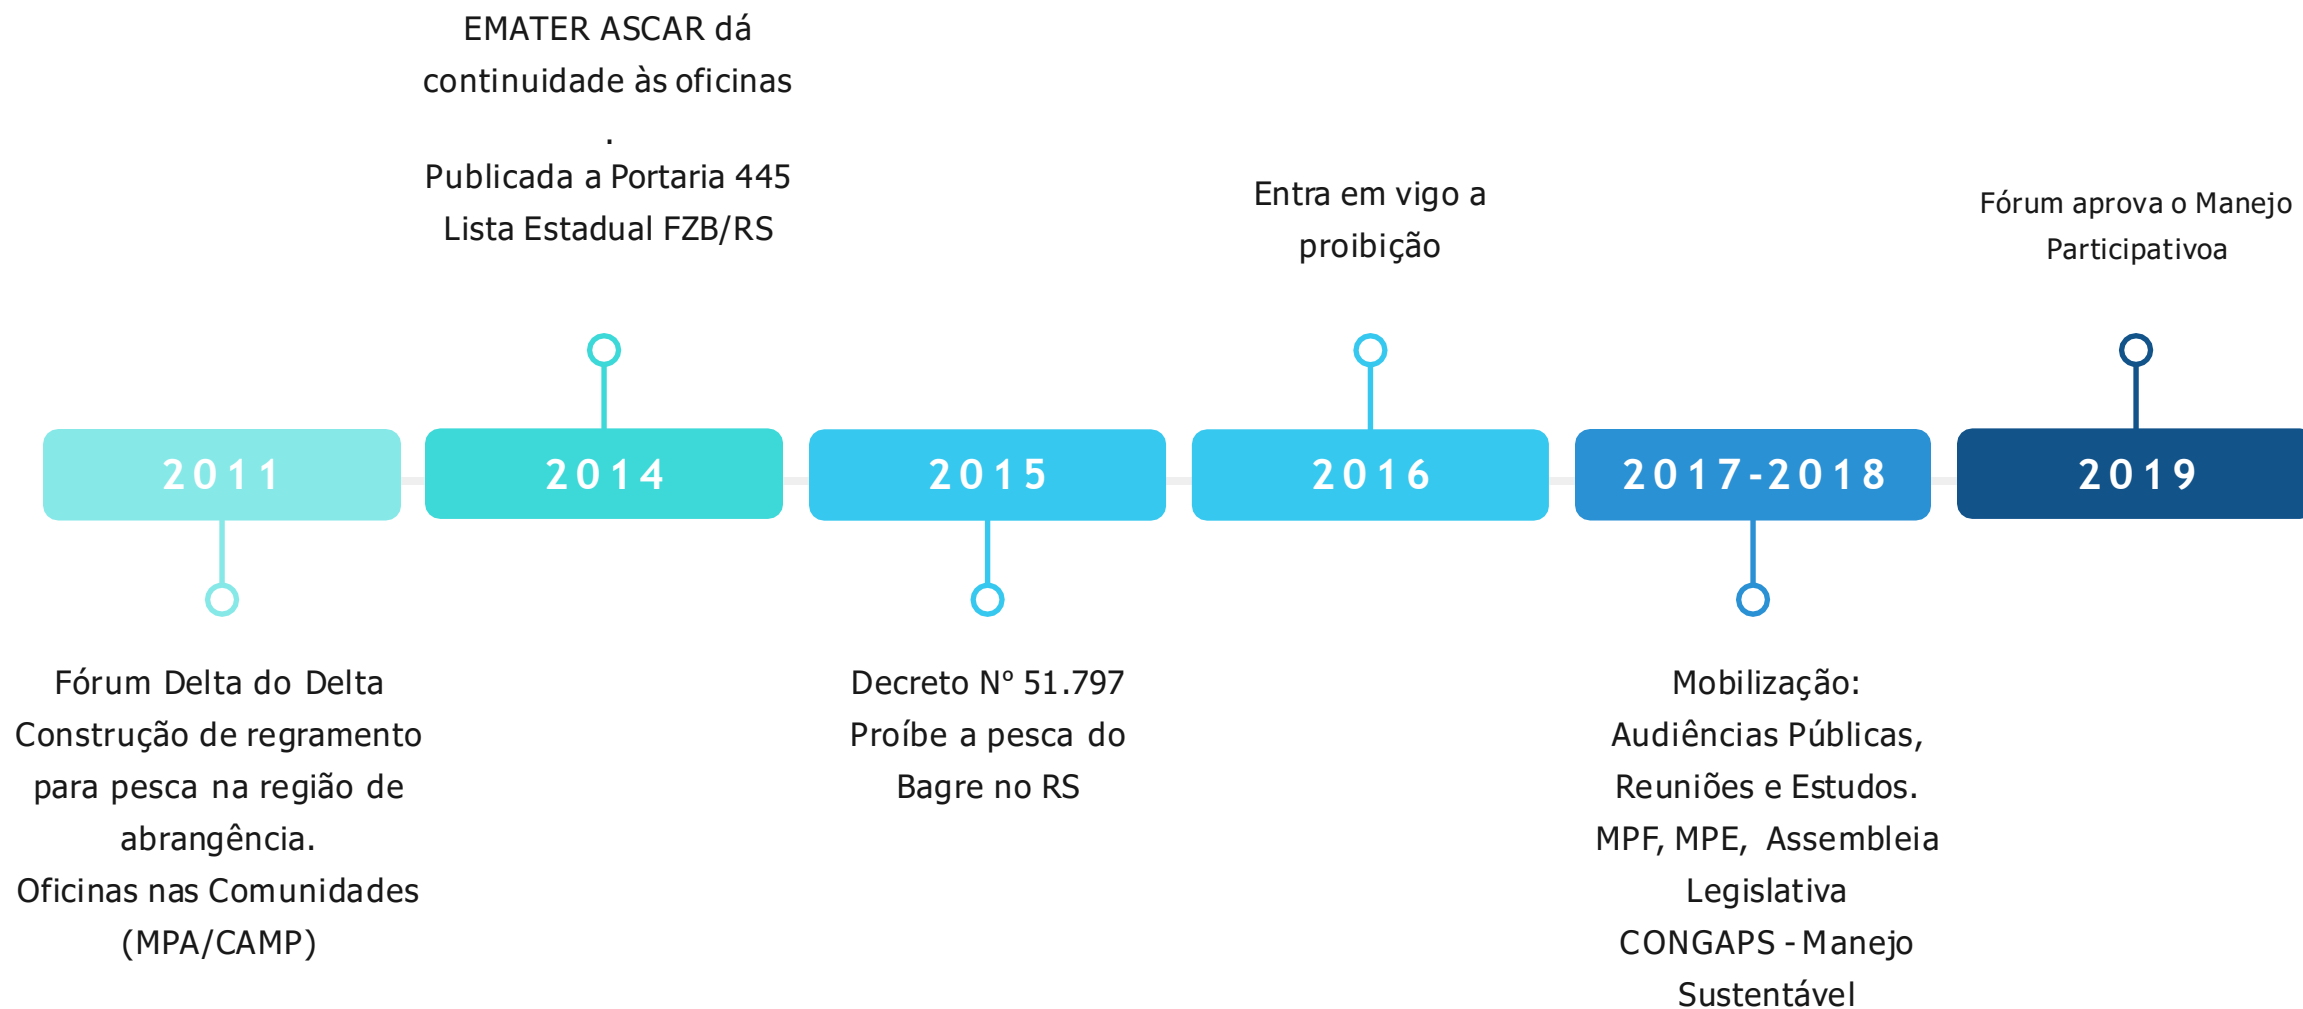 EMATER ASCAR dá
continuidade às oficinas
.
Publicada a Portaria 445
Lista Estadual FZB/RS
Entra em vigo a
proibição
Fórum aprova o Manejo
Participativoa
2011
2014
2015
2016
2017-2018
2019
Fórum Delta do Delta
Construção de regramento
para pesca na região de
abrangência.
Oficinas nas Comunidades
(MPA/CAMP)
Decreto Nº 51.797
Proíbe a pesca do
Bagre no RS
Mobilização:
Audiências Públicas,
Reuniões e Estudos.
MPF, MPE, Assembleia
Legislativa
CONGAPS - Manejo
Sustentável